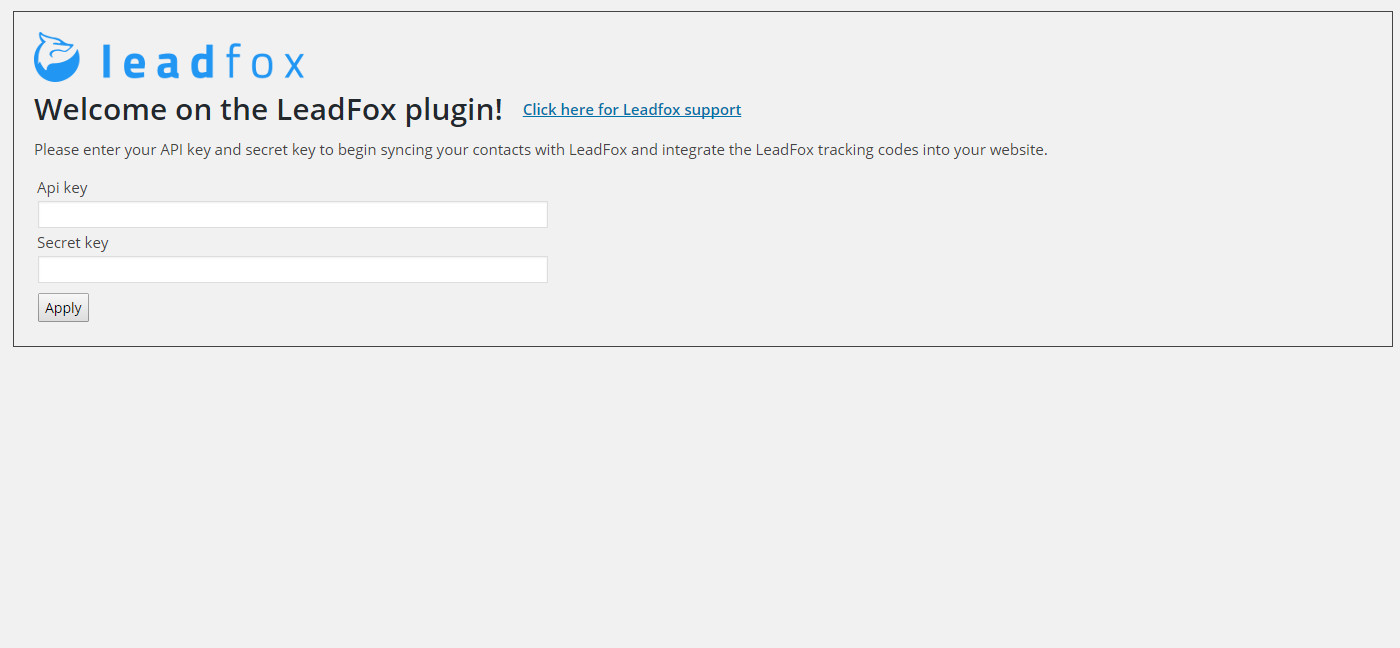 leadfox
Welcome on the LeadFox plugin! Click here for Leadfox support
Please enter your API key and secret key to begin syncing your contacts with LeadFox and integrate the LeadFox tracking codes into your website.
Api key
Secret key
Apply